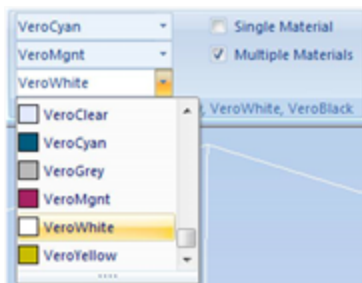 VeroCyan
Single Material
VeroMgnt
Multiple Materials
VeroWhite
, VeroWhite, VeroBlack
VeroClear
VeroCyan
VeroGrey
VeroMgnt
VeroWhite
VeroYellow